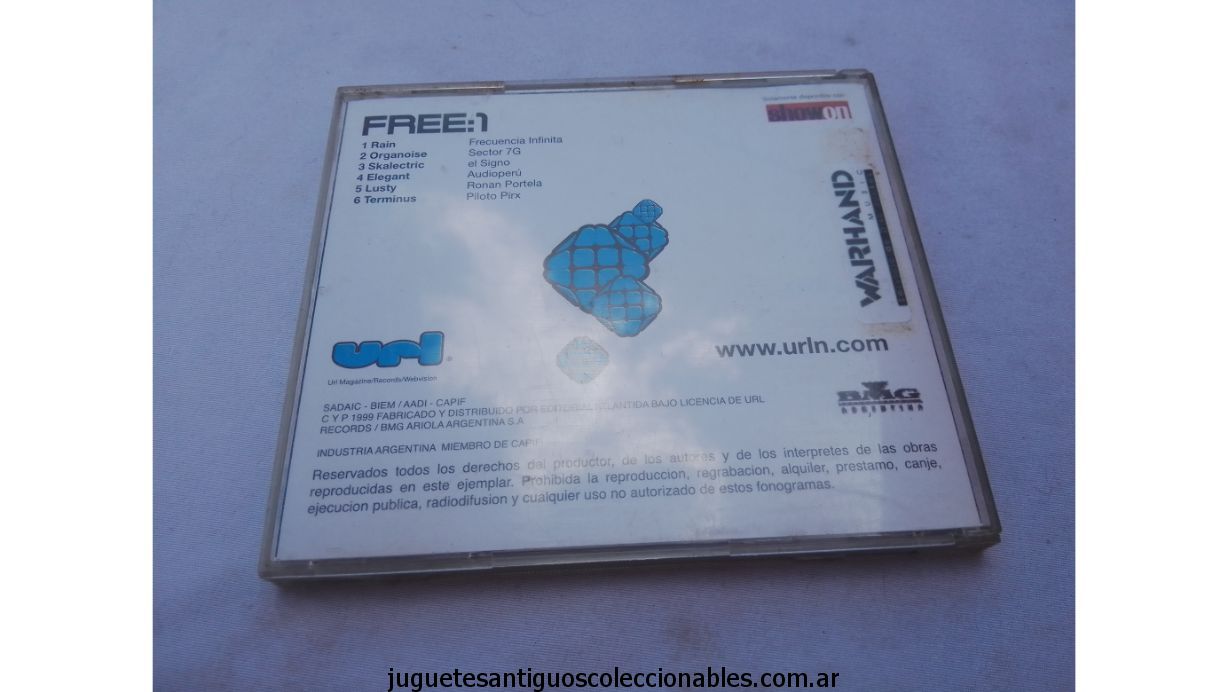 FREE:1
1 Rain Frecuencia Infinita
2 Organoise Sector 7G
3 Skalectric el Signo
4 Elegant Audioperú
5 Lusty Ronan Portela
6 Terminus Piloto Pirx
disponible con
showon
WARHAND
MUSIC
url
Url Magazine/Records/Webvision
www.urln.com
BMG
ARGENTINA
SADAIC - BIEM / AADI - CAPIF
C Y P 1999 FABRICADO Y DISTRIBUIDO POR EDITORIAL ATLANTIDA BAJO LICENCIA DE URL
RECORDS / BMG ARIOLA ARGENTINA S.A
INDUSTRIA ARGENTINA MIEMBRO DE CAPIF
Reservados todos los derechos del productor, de los autores y de los interpretes de las obras
reproducidas en este ejemplar. Prohibida la reproduccion, regrabacion, alquiler, prestamo, canje,
ejecucion publica, radiodifusion y cualquier uso no autorizado de estos fonogramas.
juguetesantiguoscoleccionables.com.ar